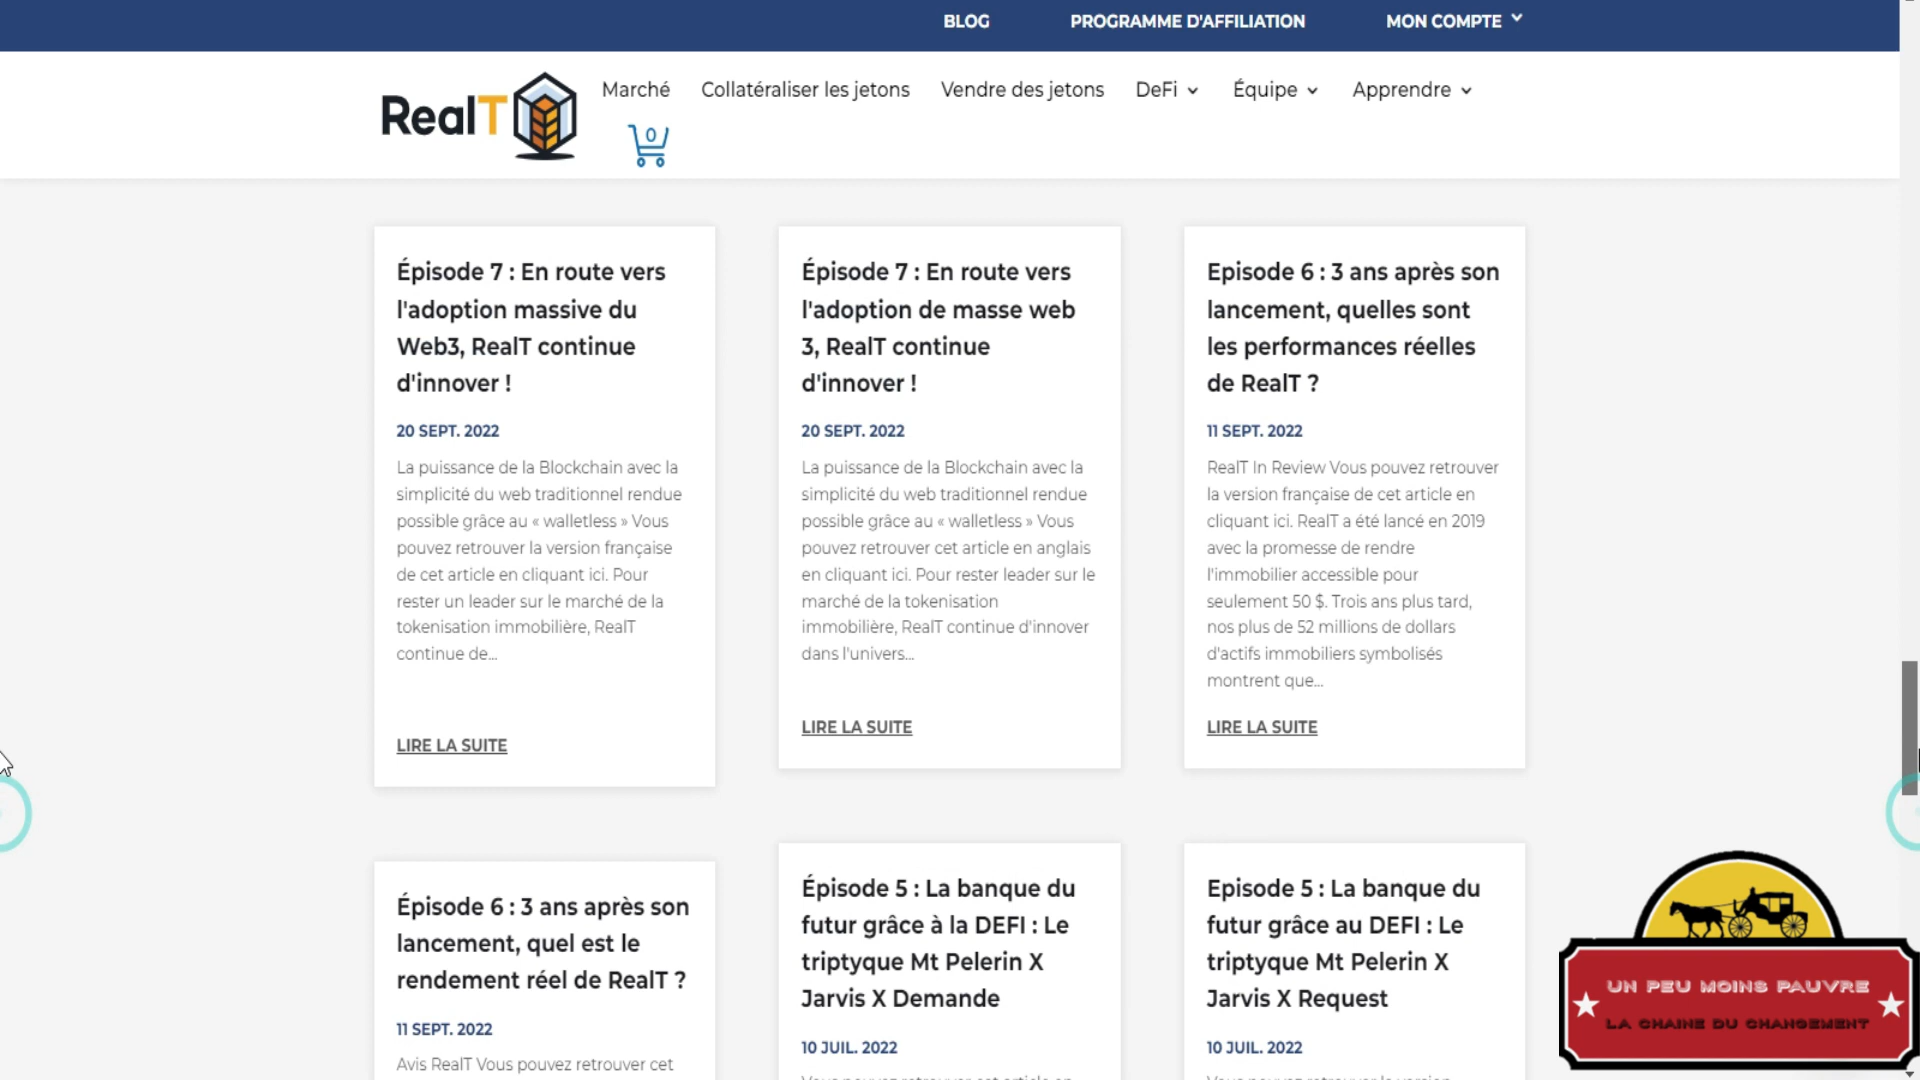 BLOG
PROGRAMME D'AFFILIATION
MON COMPTE
RealT
Marché
Collatéraliser les jetons
Vendre des jetons
DeFi
Équipe
Apprendre
0
Épisode 7 : En route vers
l'adoption massive du
Web3, RealT continue
d'innover !
20 SEPT. 2022
La puissance de la Blockchain avec la
simplicité du web traditionnel rendue
possible grâce au « walletless » Vous
pouvez retrouver la version française
de cet article en cliquant ici. Pour
rester un leader sur le marché de la
tokenisation immobilière, RealT
continue de...
LIRE LA SUITE
Épisode 7 : En route vers
l'adoption de masse web
3, RealT continue
d'innover !
20 SEPT. 2022
La puissance de la Blockchain avec la
simplicité du web traditionnel rendue
possible grâce au « walletless » Vous
pouvez retrouver cet article en anglais
en cliquant ici. Pour rester leader sur le
marché de la tokenisation
immobilière, RealT continue d'innover
dans l'univers...
LIRE LA SUITE
Episode 6 : 3 ans après son
lancement, quelles sont
les performances réelles
de RealT ?
11 SEPT. 2022
RealT In Review Vous pouvez retrouver
la version française de cet article en
cliquant ici. RealT a été lancé en 2019
avec la promesse de rendre
l'immobilier accessible pour
seulement 50 $. Trois ans plus tard,
nos plus de 52 millions de dollars
d'actifs immobiliers symbolisés
montrent que...
LIRE LA SUITE
Épisode 6 : 3 ans après son
lancement, quel est le
rendement réel de RealT ?
11 SEPT. 2022
Avis RealT Vous pouvez retrouver cet
Épisode 5 : La banque du
futur grâce à la DEFI : Le
triptyque Mt Pelerin X
Jarvis X Demande
10 JUIL. 2022
Episode 5 : La banque du
futur grâce au DEFI : Le
triptyque Mt Pelerin X
Jarvis X Request
10 JUIL. 2022
UN PEU MOINS PAUVRE
LA CHAINE DU CHANGEMENT